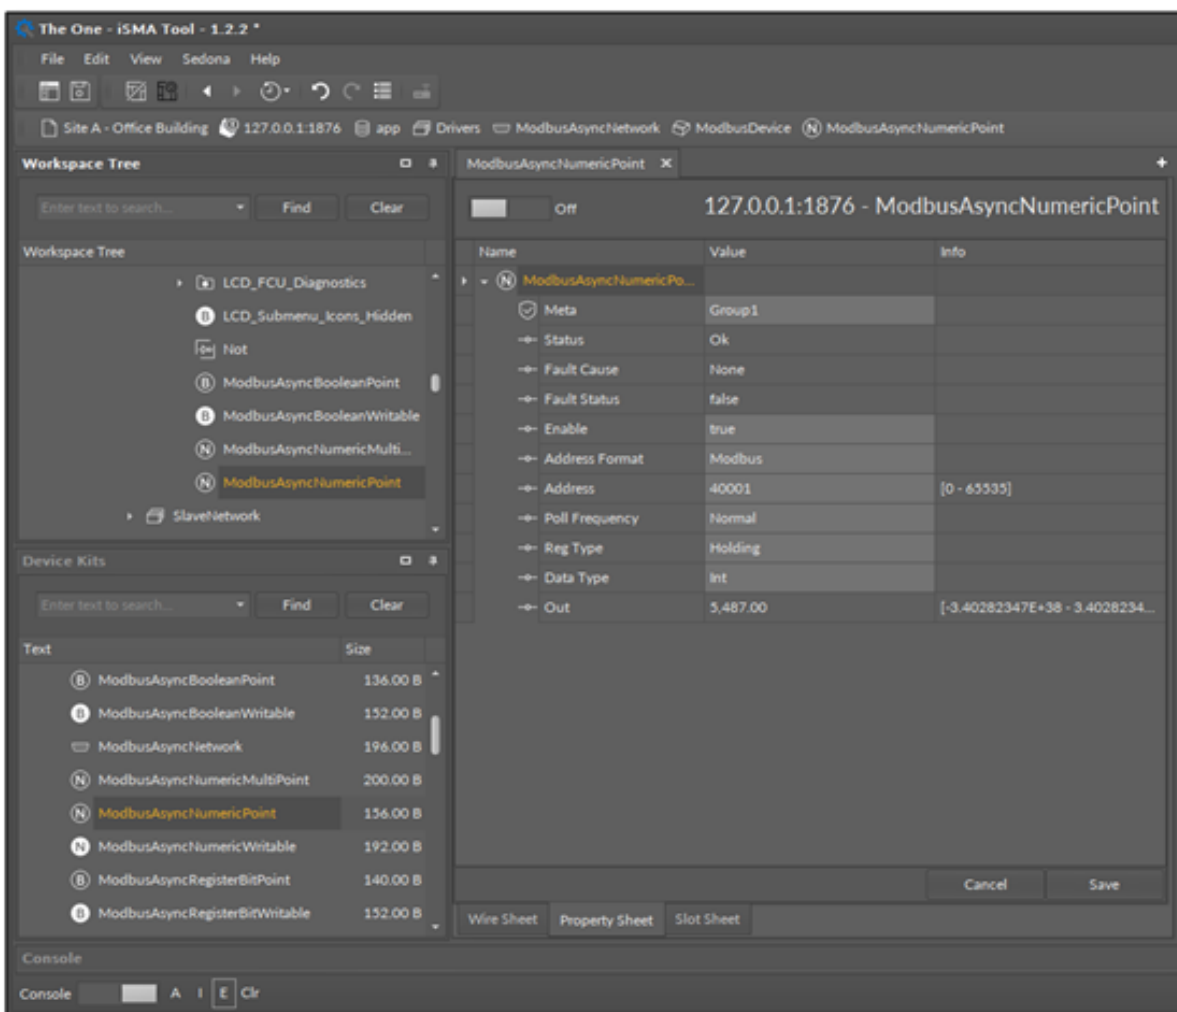 The One - iSMA Tool - 1.2.2 *
File Edit View Sedona Help
Site A - Office Building 127.0.0.1:1876 app Drivers ModbusAsyncNetwork ModbusDevice N ModbusAsyncNumericPoint
Workspace Tree
Enter text to search... Find Clear
Workspace Tree
LCD_FCU_Diagnostics
B LCD_Submenu_Icons_Hidden
Not
B ModbusAsyncBooleanPoint
B ModbusAsyncBooleanWritable
N ModbusAsyncNumericMulti...
N ModbusAsyncNumericPoint
SlaveNetwork
Device Kits
Enter text to search... Find Clear
Text Size
B ModbusAsyncBooleanPoint 136.00 B
B ModbusAsyncBooleanWritable 152.00 B
ModbusAsyncNetwork 196.00 B
N ModbusAsyncNumericMultiPoint 200.00 B
N ModbusAsyncNumericPoint 156.00 B
N ModbusAsyncNumericWritable 192.00 B
B ModbusAsyncRegisterBitPoint 140.00 B
B ModbusAsyncRegisterBitWritable 152.00 B
ModbusAsyncNumericPoint
Off 127.0.0.1:1876 - ModbusAsyncNumericPoint
Name Value Info
N ModbusAsyncNumericPo...
Meta Group1
Status Ok
Fault Cause None
Fault Status false
Enable true
Address Format Modbus
Address 40001 [0 - 65535]
Poll Frequency Normal
Reg Type Holding
Data Type Int
Out 5,487.00 [-3.40282347E+38 - 3.4028234...
Cancel Save
Wire Sheet Property Sheet Slot Sheet
Console
Console A I E Clr